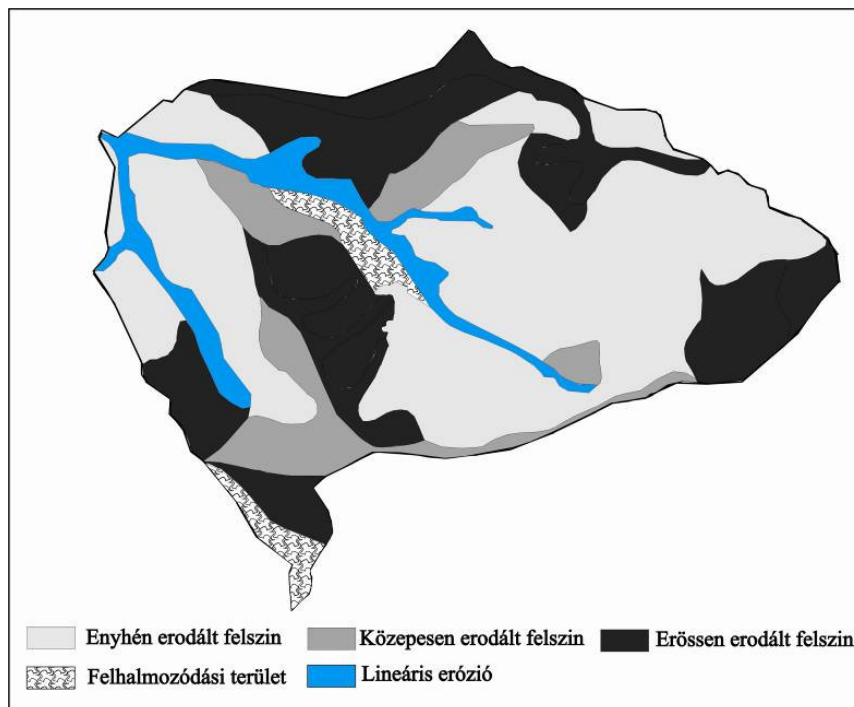 Enyhén erodált felszin Közepesen erodált felszin Erössen erodált felszin
Felhalmozódási terület Lineáris erózió